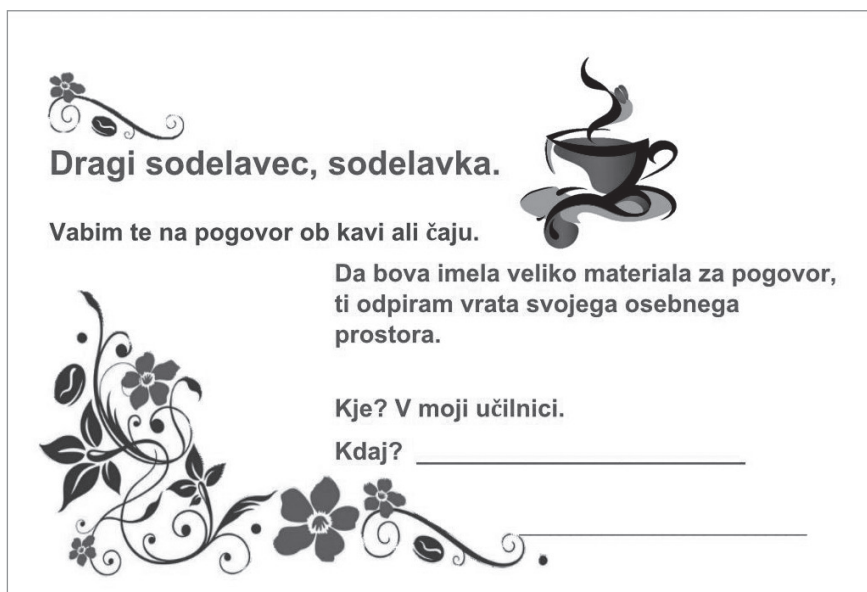 Dragi sodelavec, sodelavka.
Vabim te na pogovor ob kavi ali čaju.
Da bova imela veliko materiala za pogovor,
ti odpiram vrata svojega osebnega
prostora.
Kje? V moji učilnici.
Kdaj?